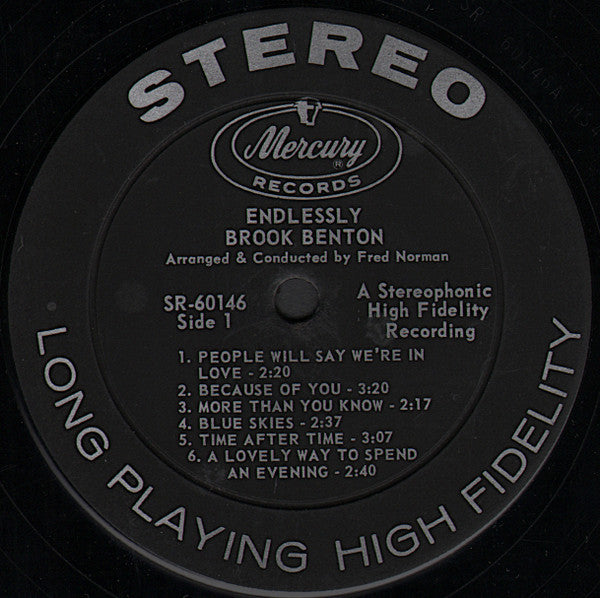 STEREO
Mercury
®
RECORDS
ENDLESSLY
BROOK BENTON
Arranged & Conducted by Fred Norman
SR-60146
Side 1
A Stereophonic
High Fidelity
Recording
1. PEOPLE WILL SAY WE'RE IN
LOVE - 2:20
2. BECAUSE OF YOU - 3:20
3. MORE THAN YOU KNOW - 2:17
4. BLUE SKIES - 2:37
5. TIME AFTER TIME - 3:07
6. A LOVELY WAY TO SPEND
AN EVENING - 2:40
LONG PLAYING HIGH FIDELITY